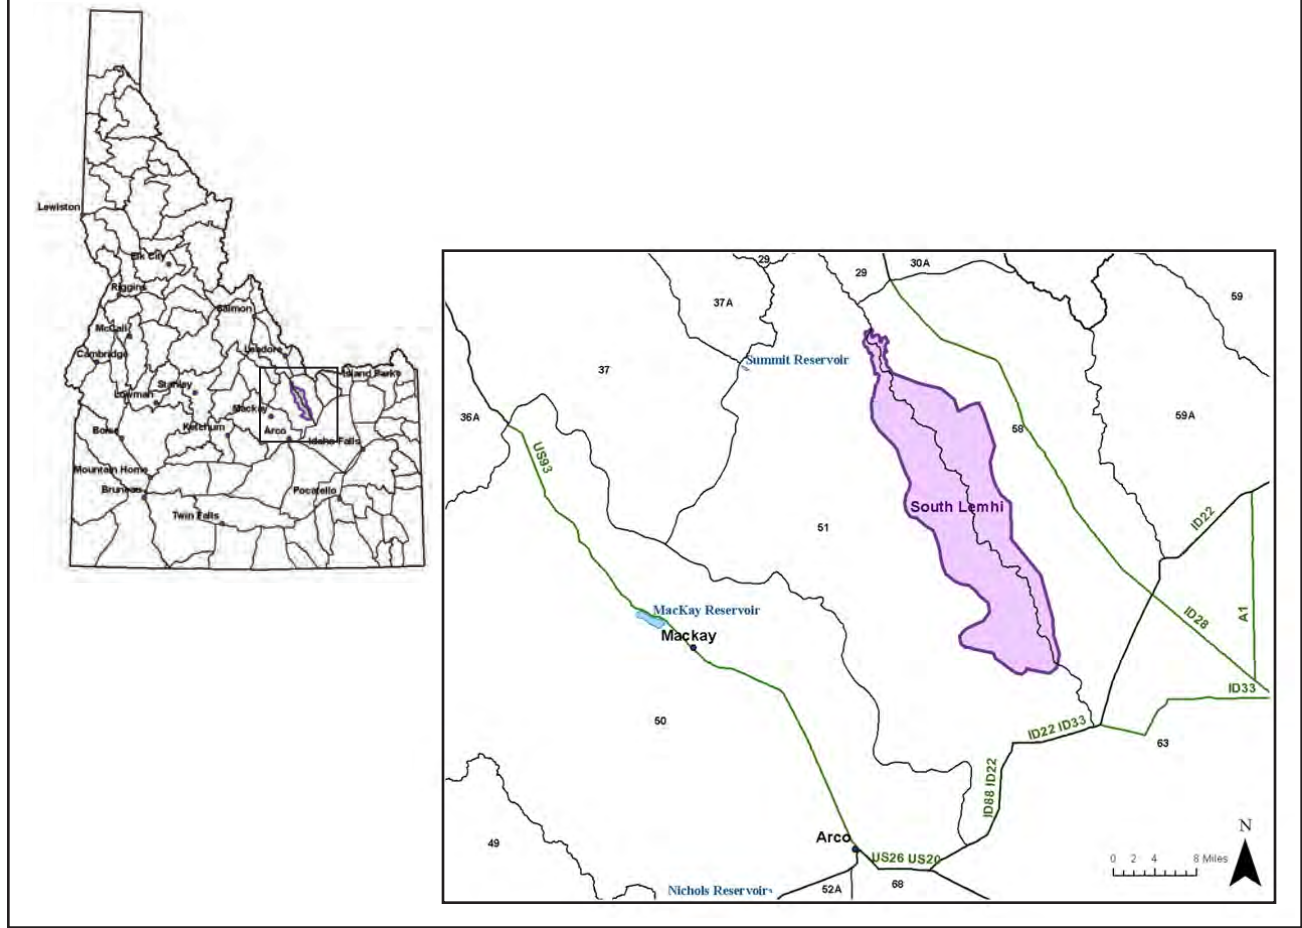 Lewiston
Elk City
Riggins
Salmon
McCall
Leadore
Cambridge
Island Park
Stanley
Lowman
Mackay
Boise
Ketchum
Arco
Idaho Falls
Mountain Home
Bruneau
Pocatello
Twin Falls
29
29
30A
59
37A
Summit Reservoir
37
36A
59A
58
US93
South Lemhi
ID22
51
MacKay Reservoir
Mackay
ID28
A1
ID33
50
ID22 ID33
63
ID88 ID22
49
Arco
US26 US20
N
0 2 4 8 Miles
68
52A
Nichols Reservoir